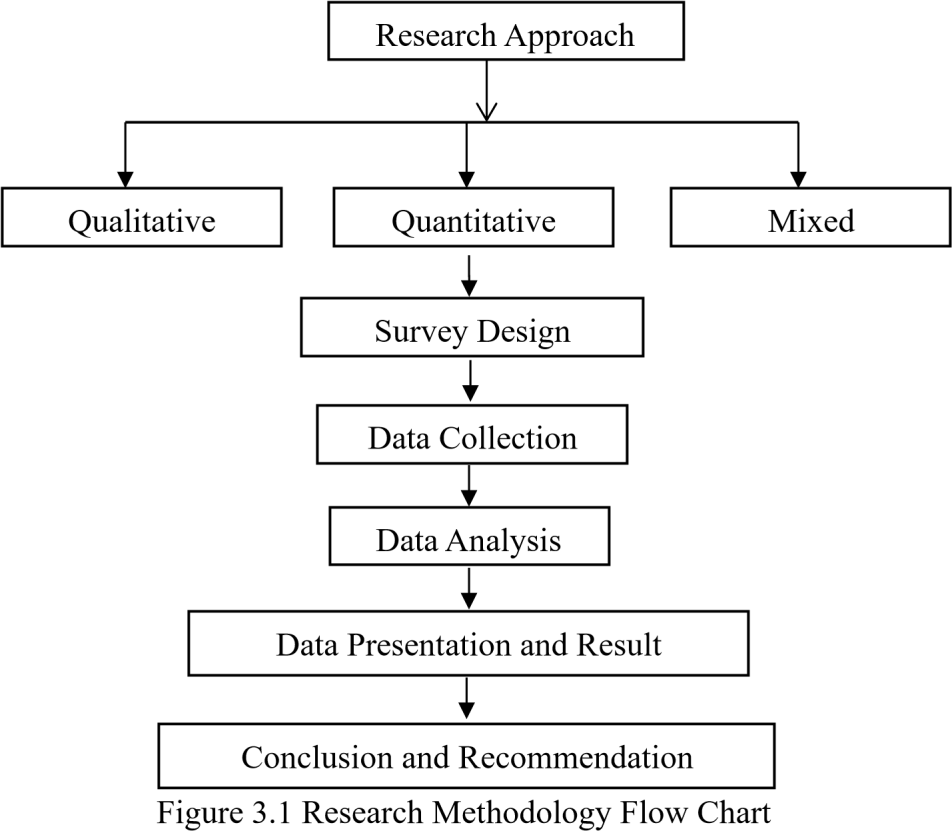 Research Approach
Qualitative
Quantitative
Mixed
Survey Design
Data Collection
Data Analysis
Data Presentation and Result
Conclusion and Recommendation
Figure 3.1 Research Methodology Flow Chart